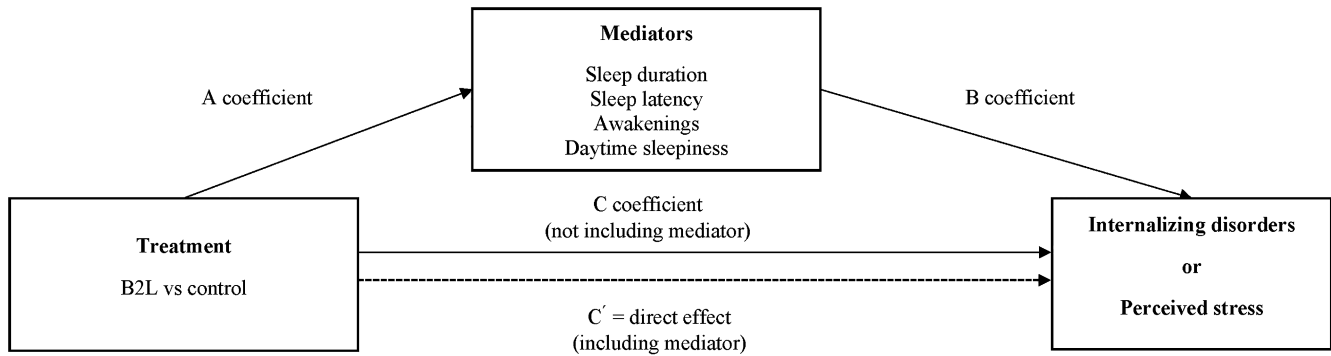 Mediators
Sleep duration
Sleep latency
Awakenings
Daytime sleepiness
A coefficient
B coefficient
Treatment
B2L vs control
C coefficient
(not including mediator)
C′ = direct effect
(including mediator)
Internalizing disorders
or
Perceived stress